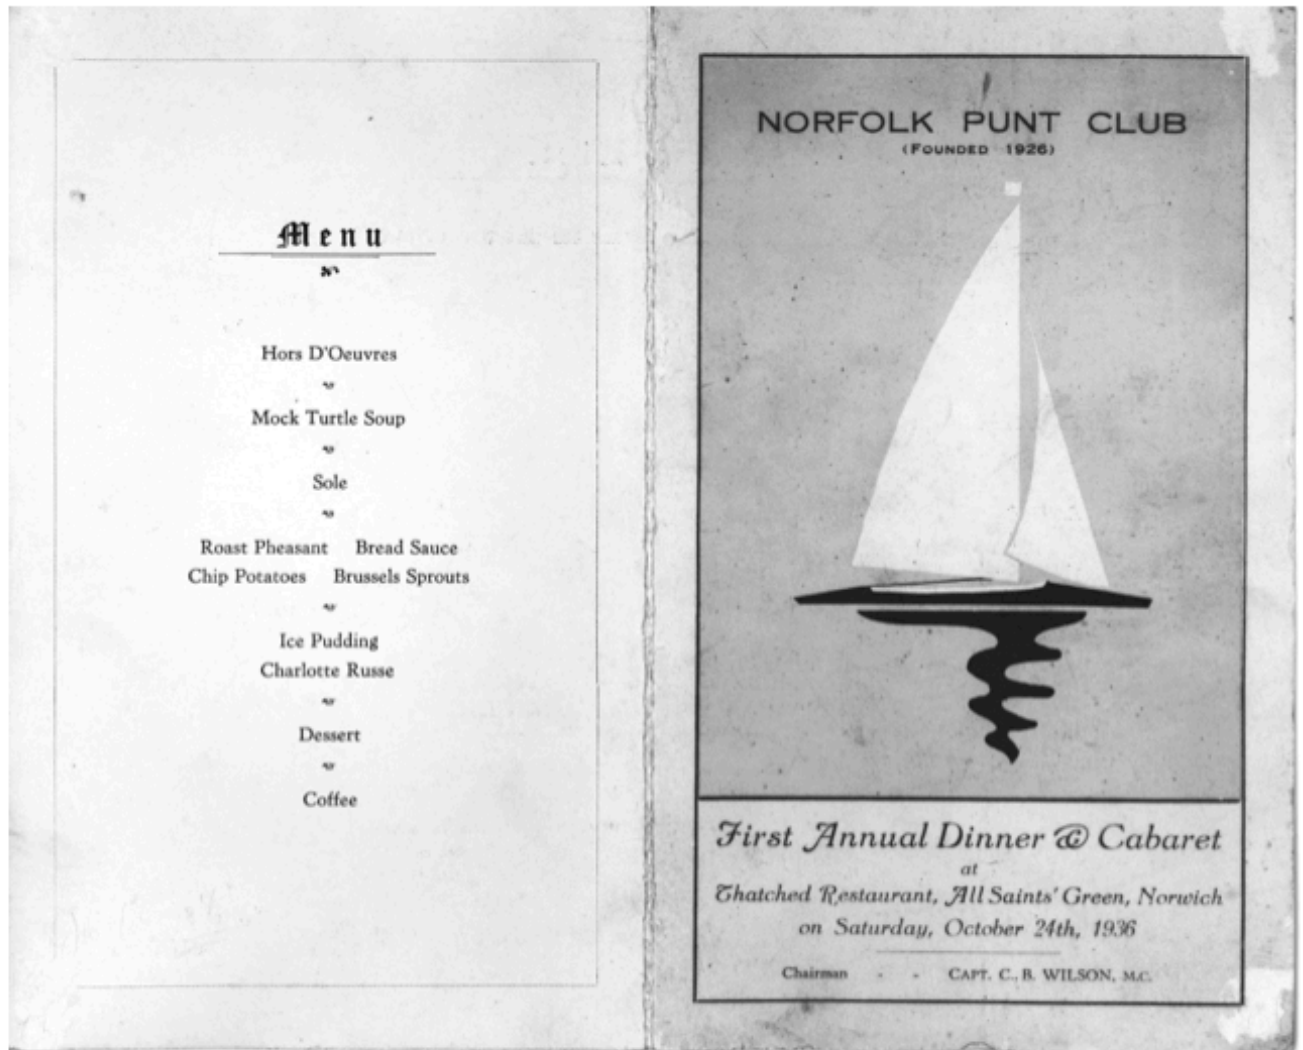 Menu
Hors D'Oeuvres
Mock Turtle Soup
Sole
Roast Pheasant Bread Sauce
Chip Potatoes Brussels Sprouts
Ice Pudding
Charlotte Russe
Dessert
Coffee
NORFOLK PUNT CLUB
(FOUNDED 1926)
First Annual Dinner & Cabaret
at
Thatched Restaurant, All Saints' Green, Norwich
on Saturday, October 24th, 1936
Chairman - - CAPT. C. B. WILSON, M.C.